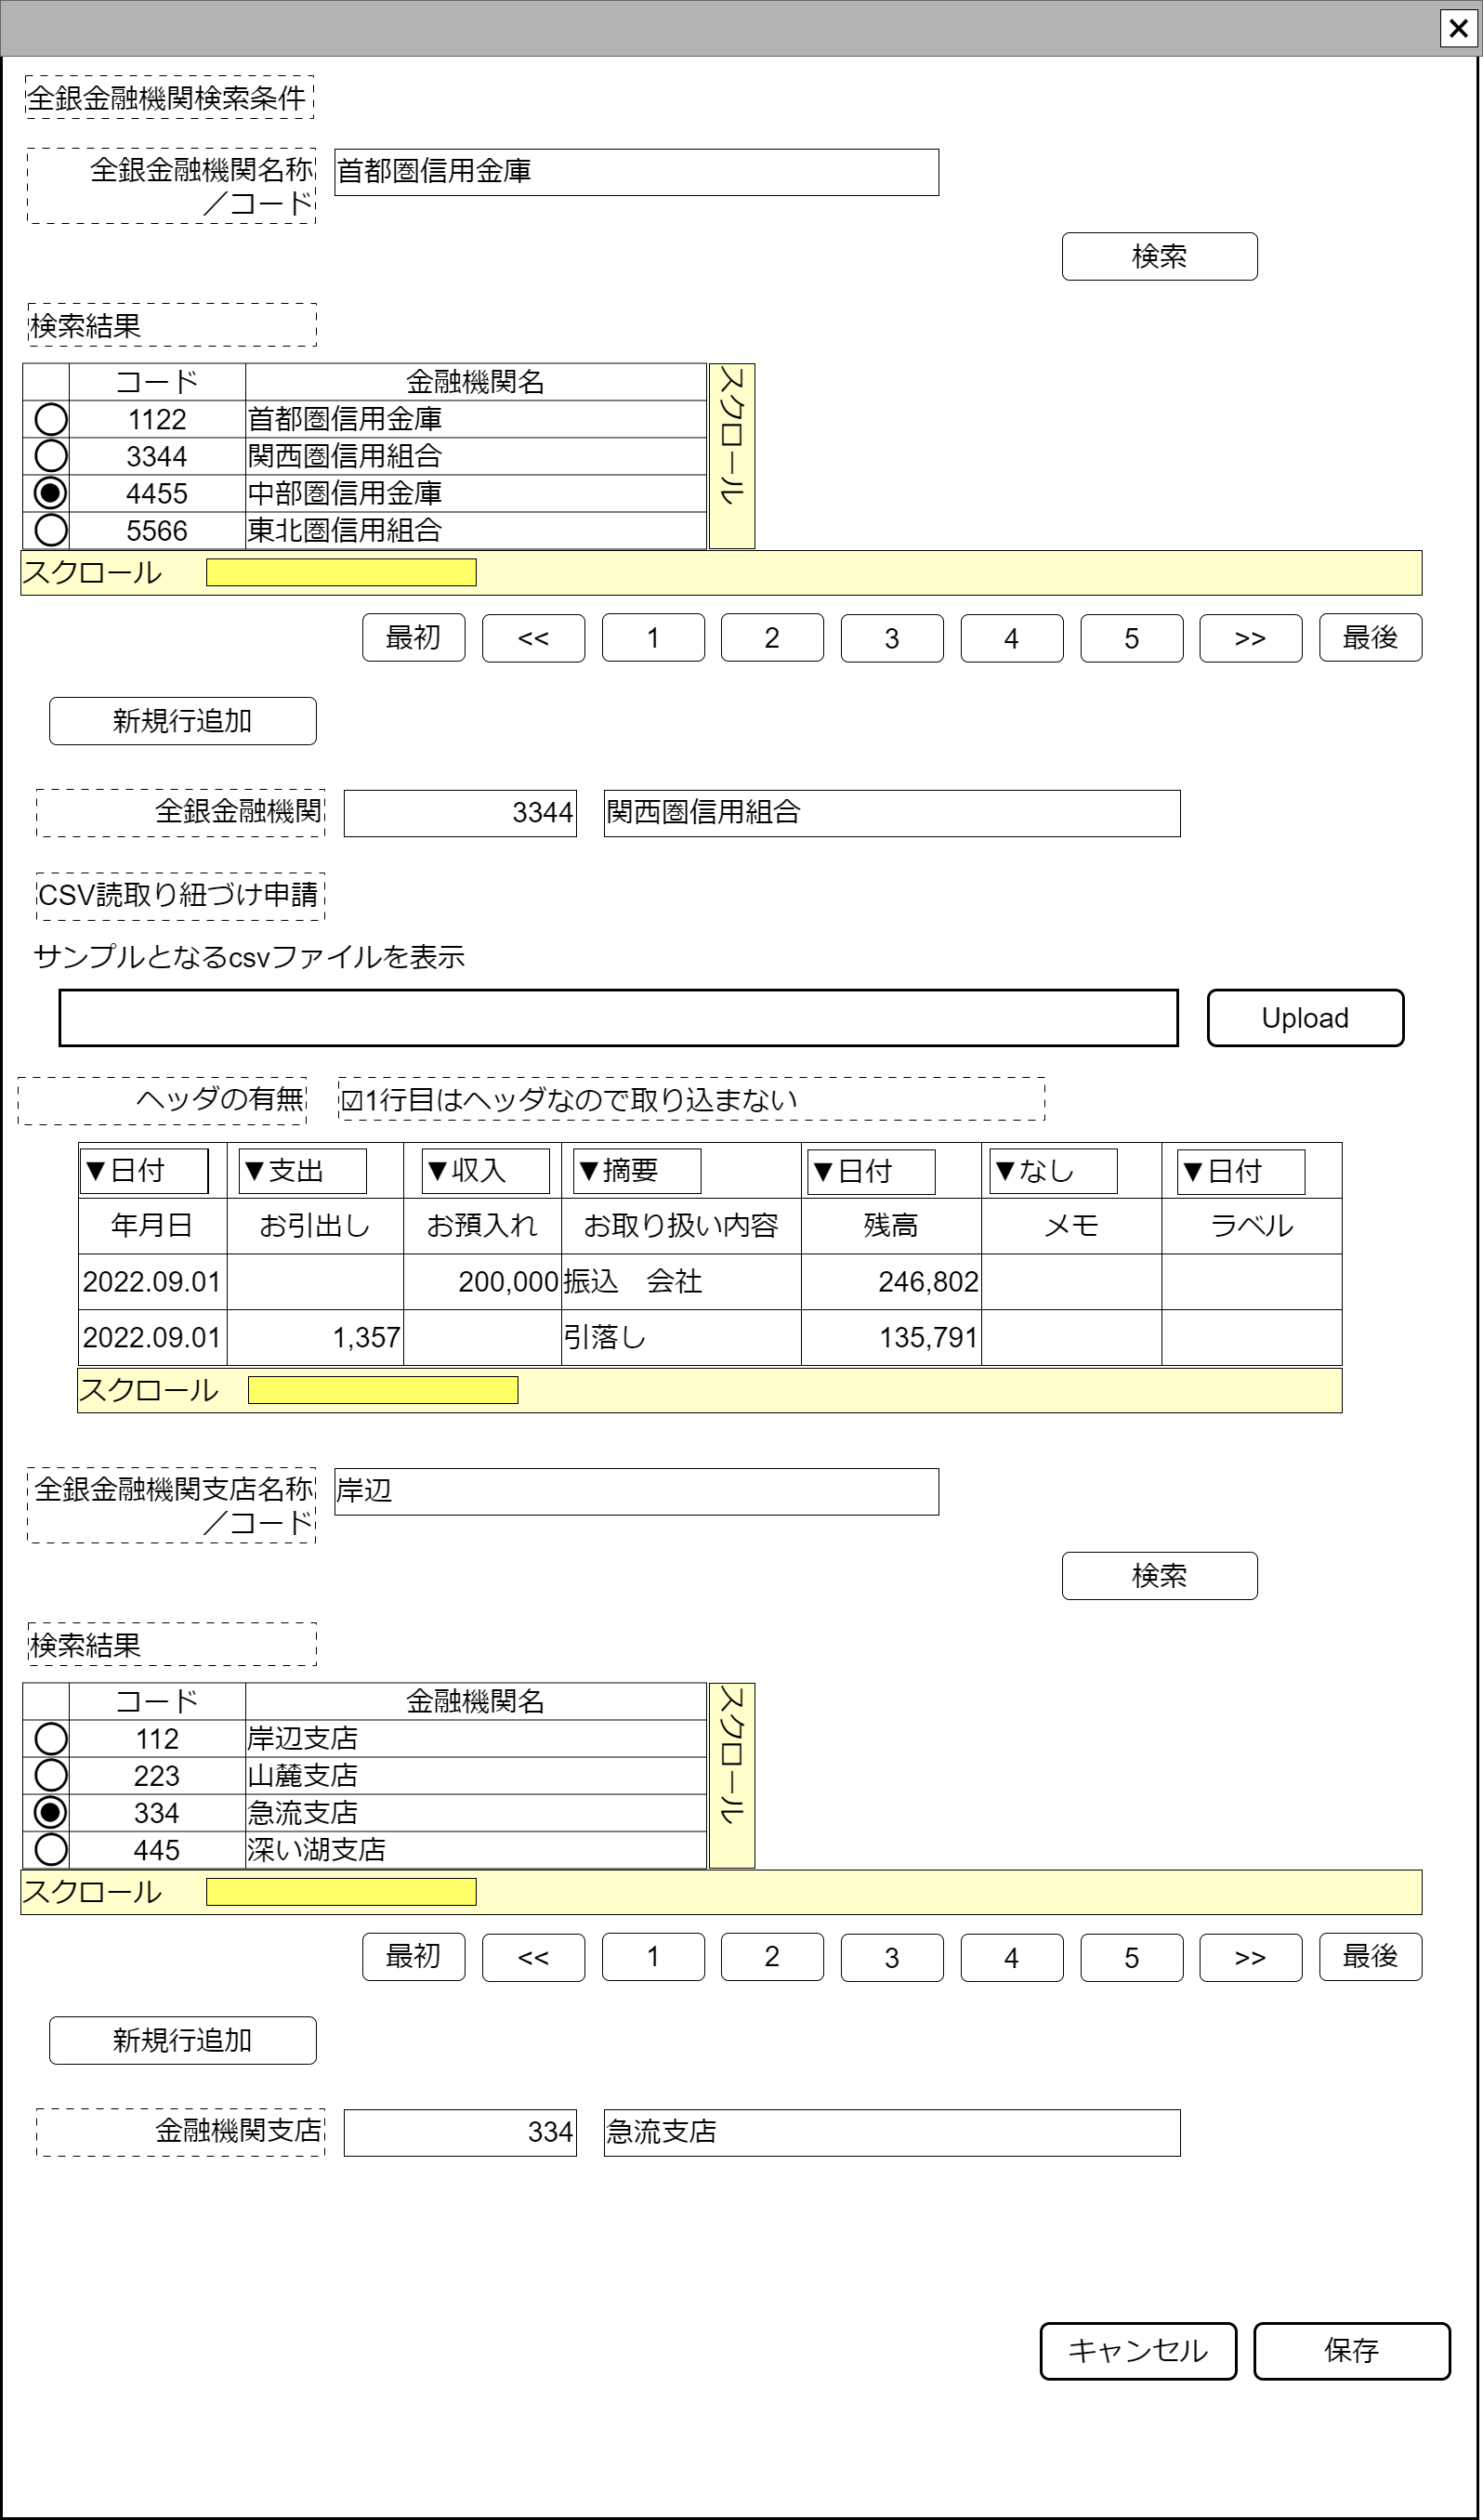 ×
全銀金融機関検索条件
全銀金融機関名称 首都圏信用金庫
／コード
検索
検索結果
コード 金融機関名
1122 首都圏信用金庫
3344 関西圏信用組合
4455 中部圏信用金庫
5566 東北圏信用組合
スクロール
スクロール
最初 << 1 2 3 4 5 >> 最後
新規行追加
全銀金融機関 3344 関西圏信用組合
CSV読取り紐づけ申請
サンプルとなるcsvファイルを表示
Upload
ヘッダの有無 ☑1行目はヘッダなので取り込まない
▼日付 ▼支出 ▼収入 ▼摘要 ▼日付 ▼なし ▼日付
年月日 お引出し お預入れ お取り扱い内容 残高 メモ ラベル
2022.09.01 200,000 振込　会社 246,802
2022.09.01 1,357 引落し 135,791
スクロール
全銀金融機関支店名称 岸辺
／コード
検索
検索結果
コード 金融機関名
112 岸辺支店
223 山麓支店
334 急流支店
445 深い湖支店
スクロール
スクロール
最初 << 1 2 3 4 5 >> 最後
新規行追加
金融機関支店 334 急流支店
キャンセル 保存